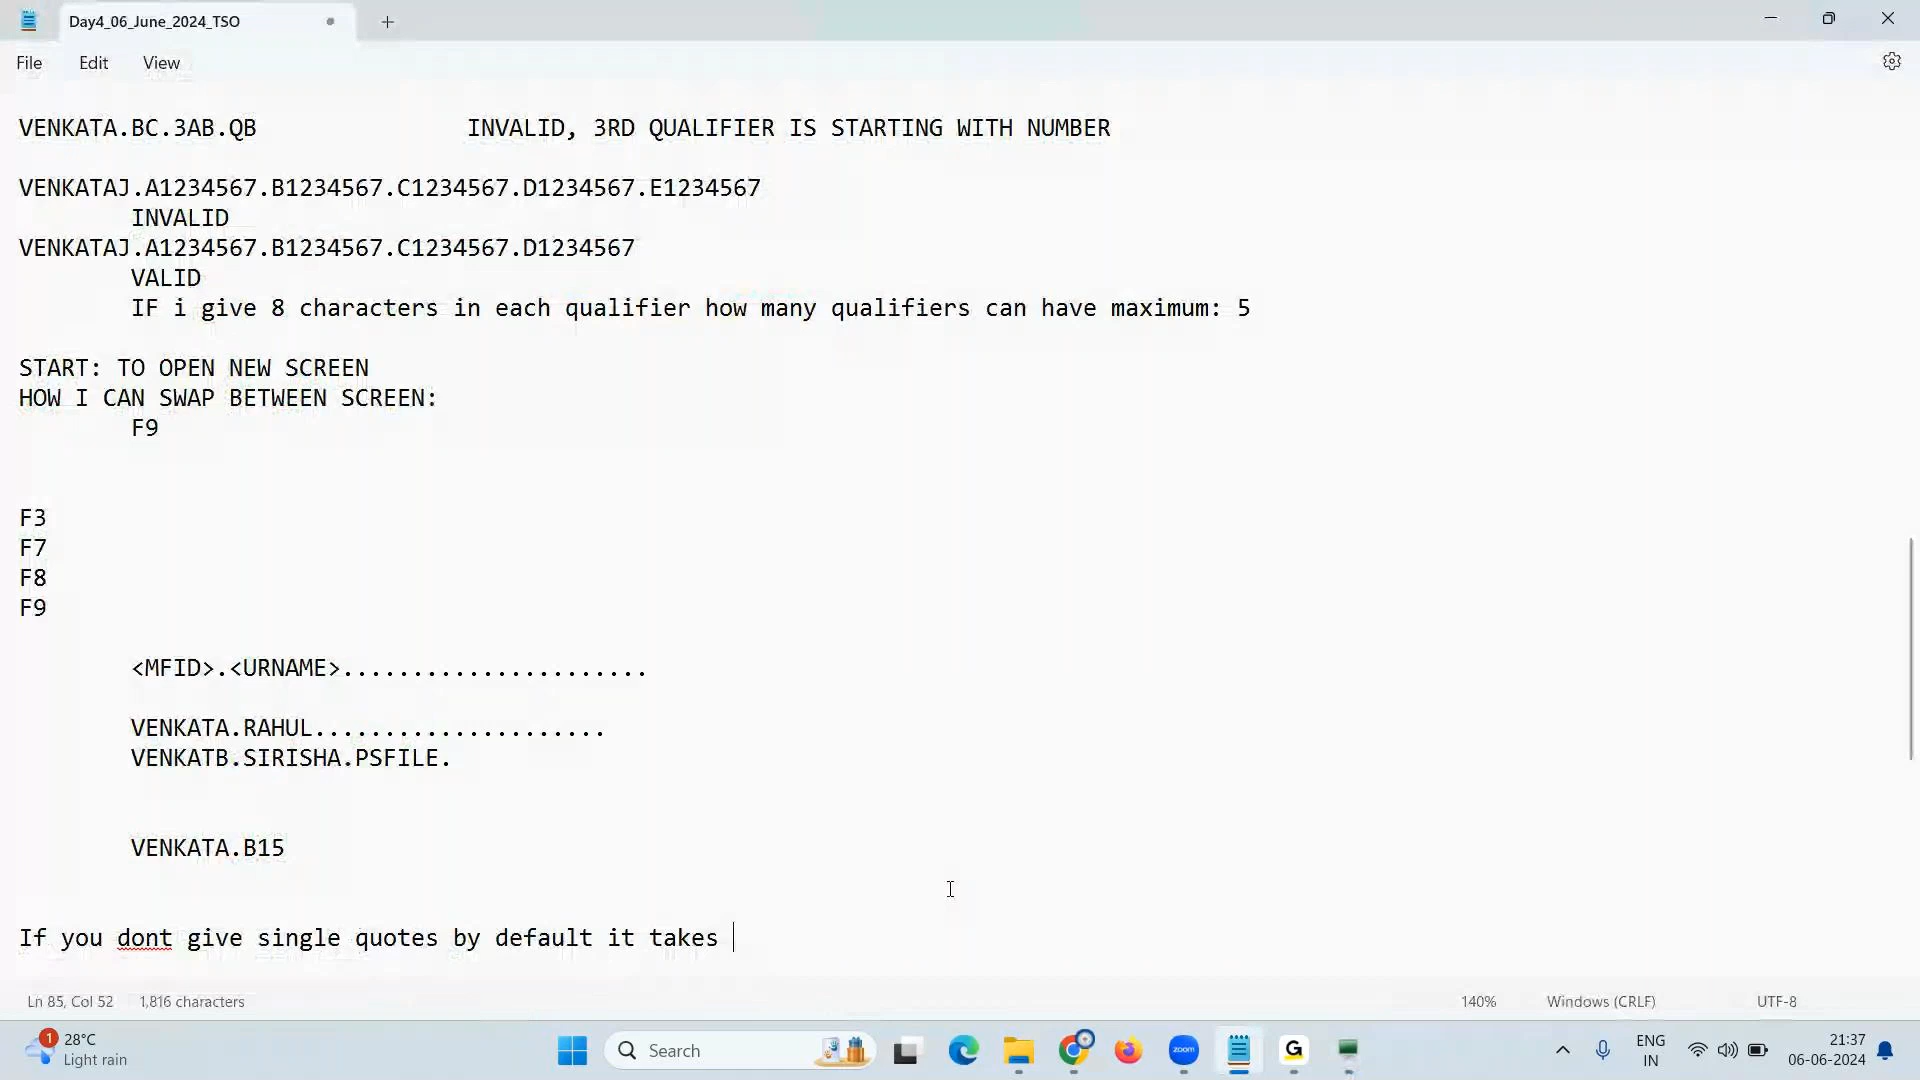 Day4_06_June_2024_TSO
File Edit View
VENKATA.BC.3AB.QB INVALID, 3RD QUALIFIER IS STARTING WITH NUMBER
VENKATAJ.A1234567.B1234567.C1234567.D1234567.E1234567
INVALID
VENKATAJ.A1234567.B1234567.C1234567.D1234567
VALID
IF i give 8 characters in each qualifier how many qualifiers can have maximum: 5
START: TO OPEN NEW SCREEN
HOW I CAN SWAP BETWEEN SCREEN:
F9
F3
F7
F8
F9
<MFID>.<URNAME>......................
VENKATA.RAHUL.....................
VENKATB.SIRISHA.PSFILE.
VENKATA.B15
If you dont give single quotes by default it takes
Ln 85, Col 52 1,816 characters 140% Windows (CRLF) UTF-8
1 28°C
Light rain
Search
zoom
G
ENG
IN
21:37
06-06-2024